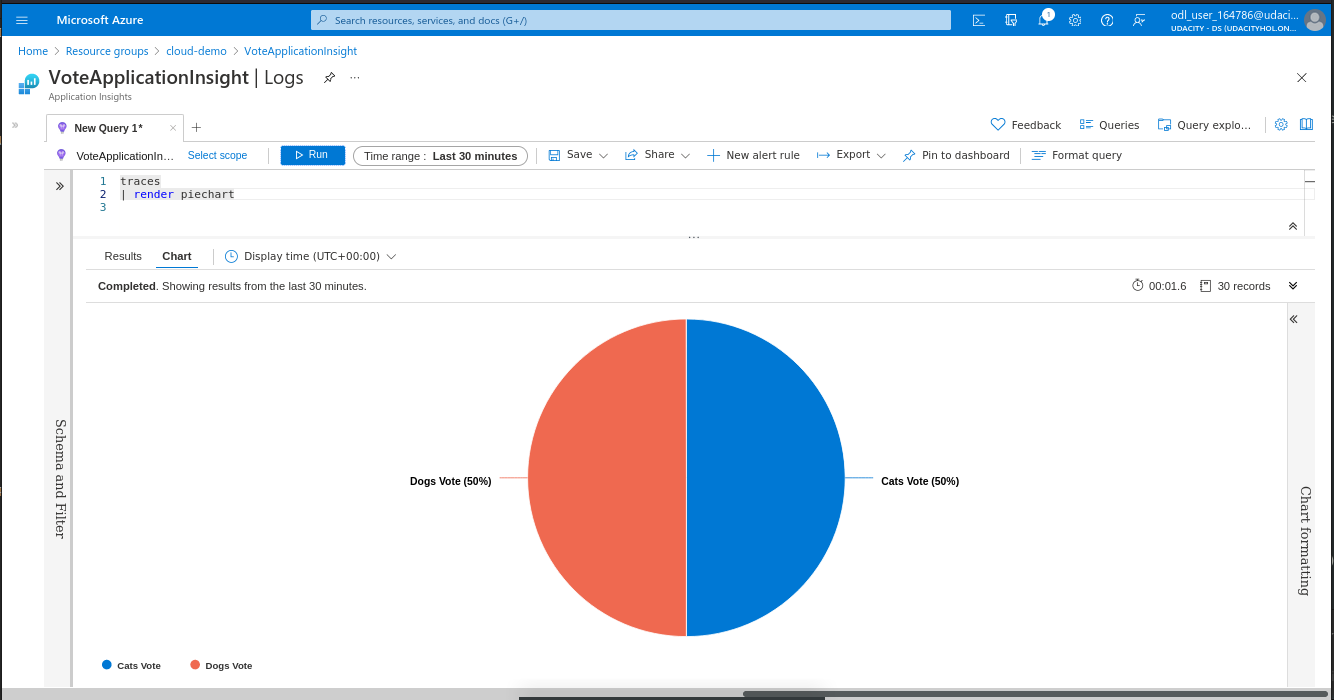 Microsoft Azure
Search resources, services, and docs (G+/)
1
odl_user_164786@udaci...
UDACITY - DS (UDACITYHOL.ON...
Home > Resource groups > cloud-demo > VoteApplicationInsight
VoteApplicationInsight | Logs ...
Application Insights
New Query 1*
Feedback
Queries
Query explo...
VoteApplicationIn...
Select scope
Run
Time range : Last 30 minutes
Save
Share
New alert rule
Export
Pin to dashboard
Format query
1 traces
2 | render piechart
3
Results
Chart
Display time (UTC+00:00)
Completed. Showing results from the last 30 minutes.
00:01.6
30 records
Schema and Filter
Dogs Vote (50%)
Cats Vote (50%)
Chart formatting
Cats Vote
Dogs Vote